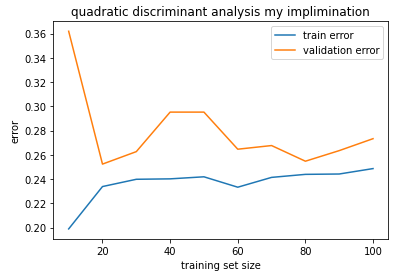 quadratic discriminant analysis my implimination
train error
validation error
error
0.36
0.34
0.32
0.30
0.28
0.26
0.24
0.22
0.20
20
40
60
80
100
training set size